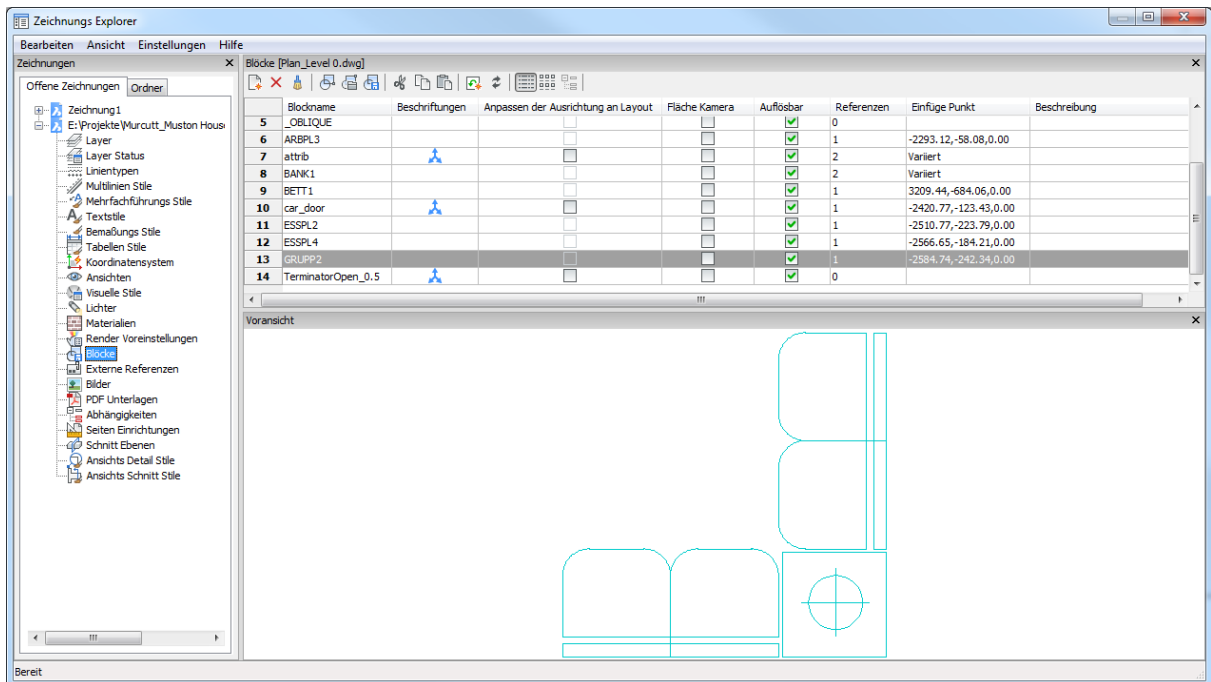 Zeichnungs Explorer
Bearbeiten Ansicht Einstellungen Hilfe
Zeichnungen
Offene Zeichnungen Ordner
Zeichnung1
E:\Projekte\Murcutt_Muston House
Layer
Layer Status
Linientypen
Multilinien Stile
Mehrfachführungs Stile
Textstile
Bemaßungs Stile
Tabellen Stile
Koordinatensystem
Ansichten
Visuelle Stile
Lichter
Materialien
Render Voreinstellungen
Blöcke
Externe Referenzen
Bilder
PDF Unterlagen
Abhängigkeiten
Seiten Einrichtungen
Schnitt Ebenen
Ansichts Detail Stile
Ansichts Schnitt Stile
Blöcke [Plan_Level 0.dwg]
Blockname Beschriftungen Anpassen der Ausrichtung an Layout Fläche Kamera Auflösbar Referenzen Einfüge Punkt Beschreibung
5 _OBLIQUE 0
6 ARBPL3 1 -2293.12,-58.08,0.00
7 attrib 2 Variiert
8 BANK1 2 Variiert
9 BETT1 1 3209.44,-684.06,0.00
10 car_door 1 -2420.77,-123.43,0.00
11 ESSPL2 1 -2510.77,-223.79,0.00
12 ESSPL4 1 -2566.65,-184.21,0.00
13 GRUPP2 1 -2584.74,-242.34,0.00
14 TerminatorOpen_0.5 0
Voransicht
Bereit